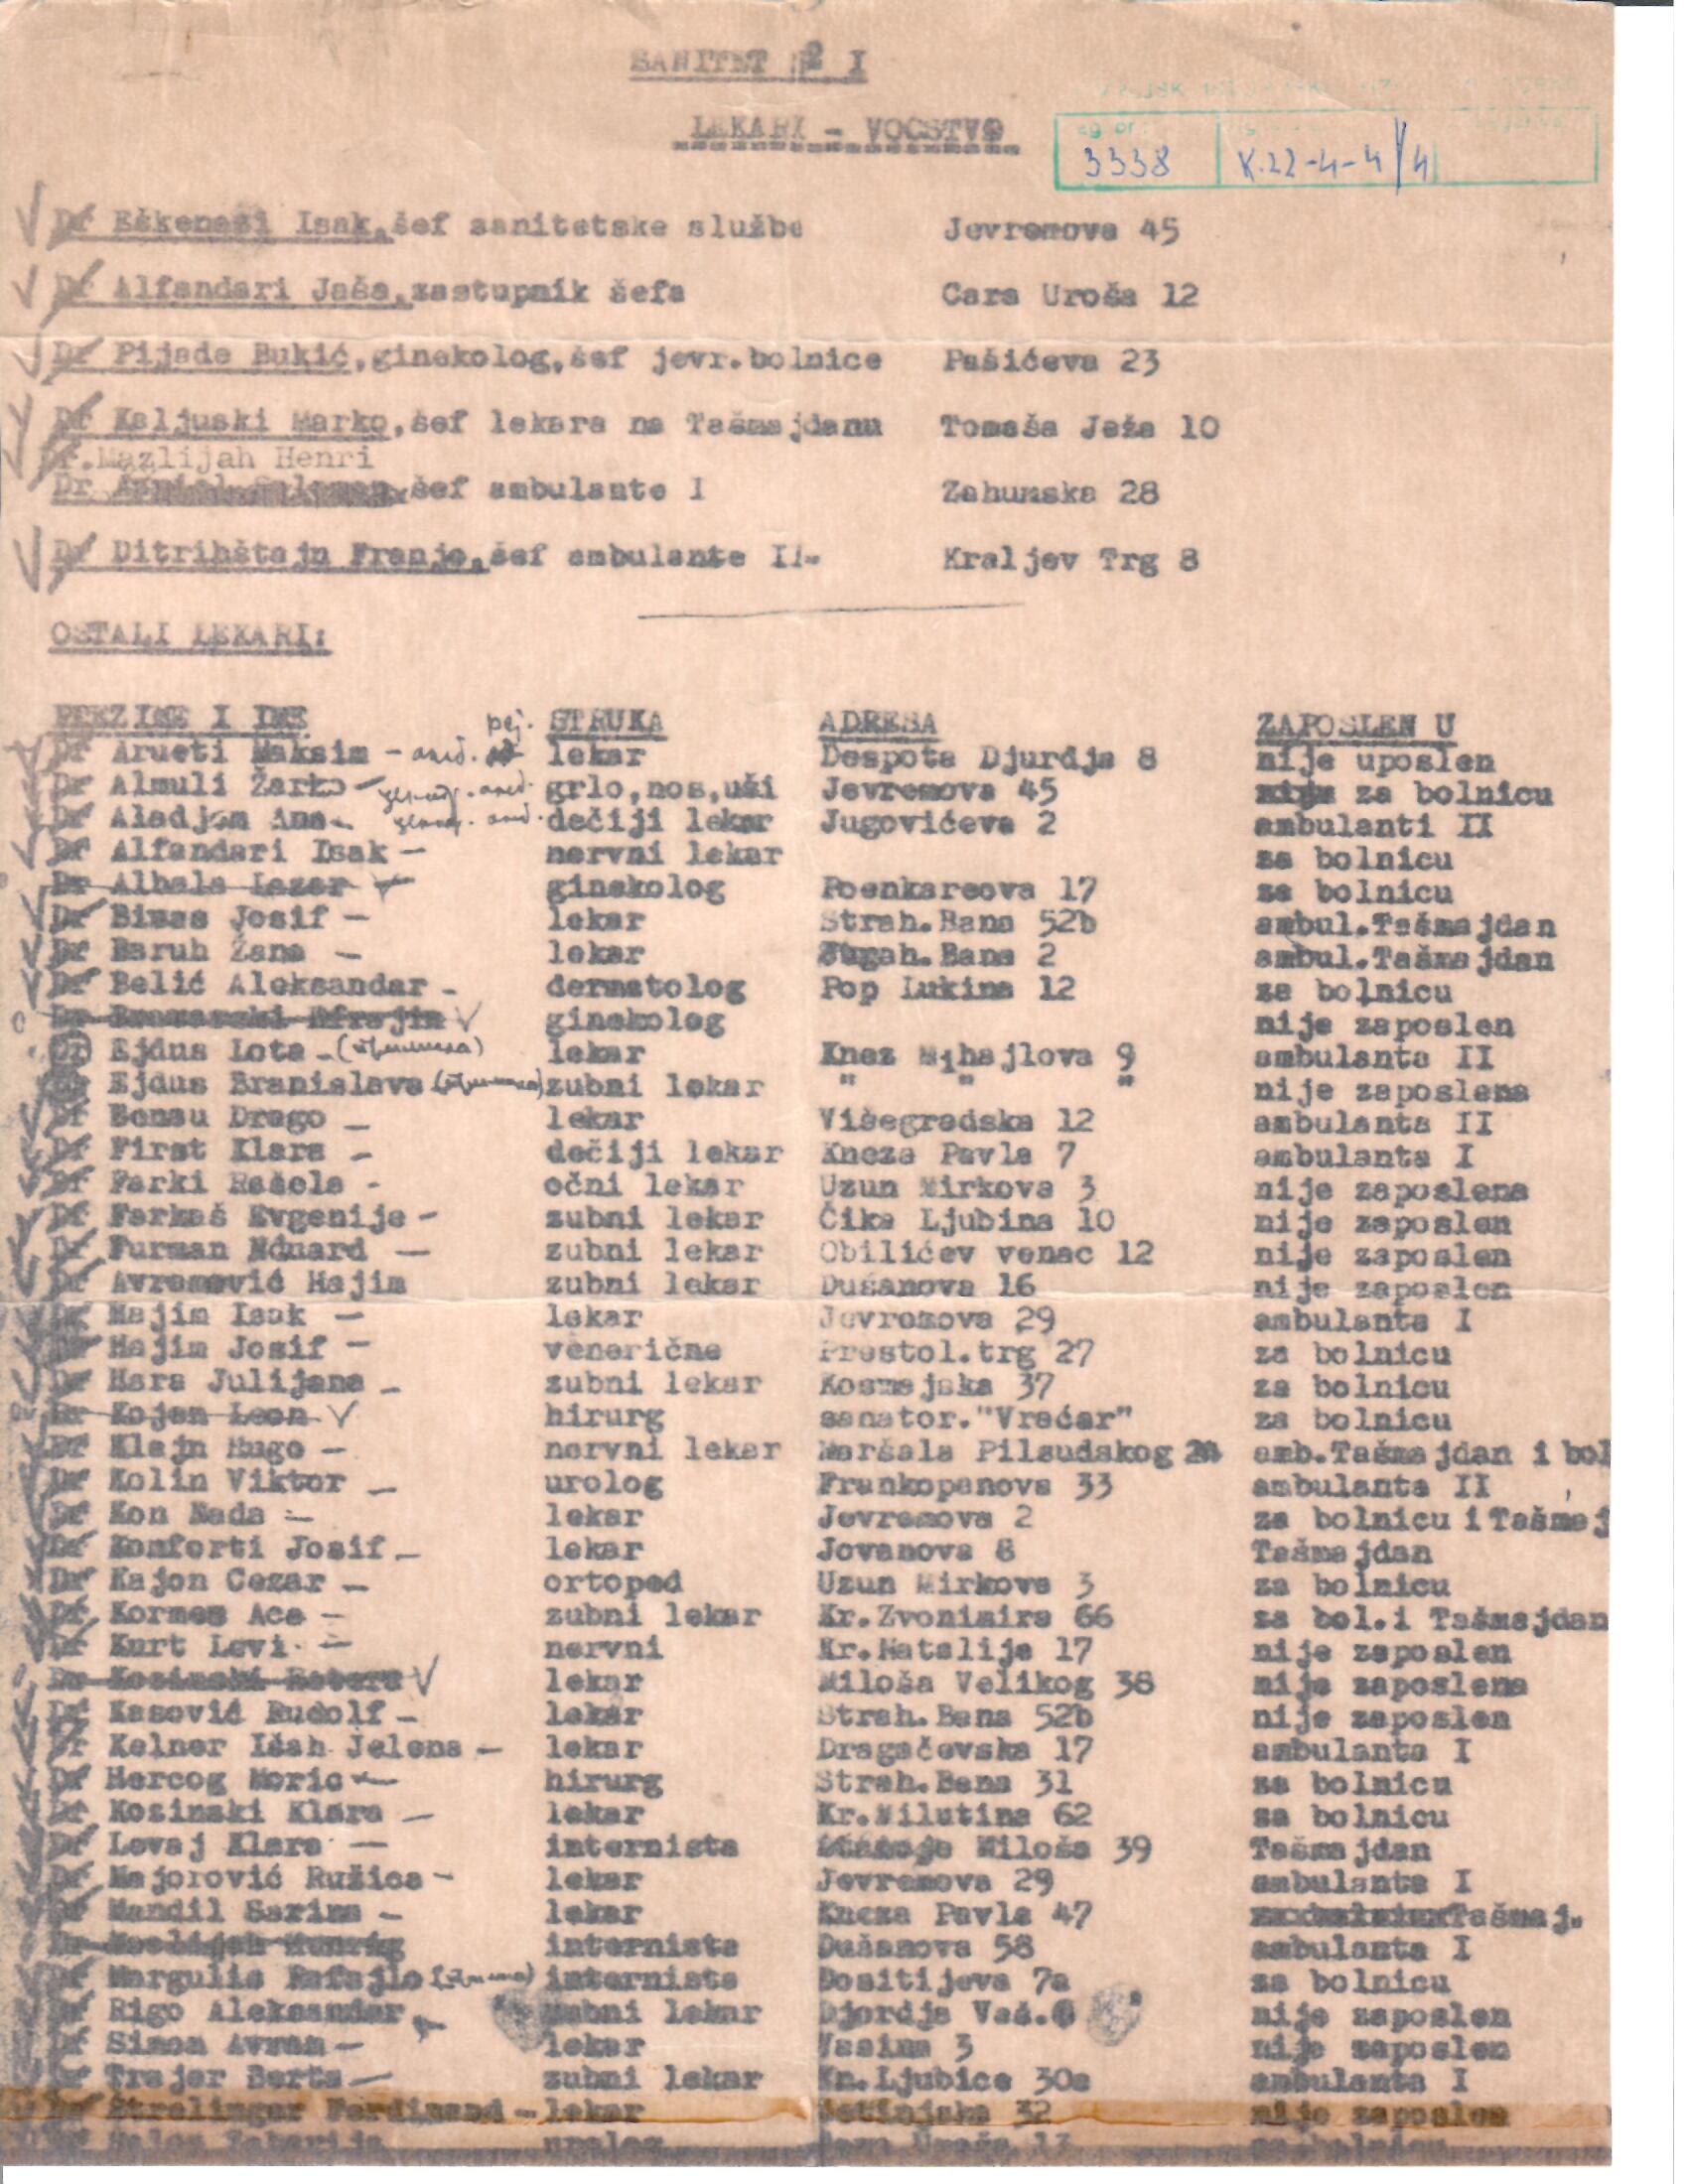 SANITET № I
LEKARI - VOCSTVO
3338 K.22-4-4/4
Dr Eškenazi Isak, šef sanitetske službe Jevremova 45
Dr Alfandari Jaša, zastupnik šefa Cara Uroša 12
Dr Pijade Bukić, ginekolog, šef jevr.bolnice Pašićeva 23
Dr Kaljuski Marko, šef lekara na Tašmajdanu Tomaša Ježa 10
Dr.Mazlijah Henri
Dr šef ambulante I Zahumska 28
Dr Ditrihštajn Franjo, šef ambulante II- Kraljev Trg 8
OSTALI LEKARI:
PREZIME I IME STRUKA ADRESA ZAPOSLEN U
Dr Arueti Maksim - lekar Despota Djurdja 8 nije uposlen
Dr Almuli Žarko - grlo,nos,uši Jevremova 45 za bolnicu
Dr Aladjem Ana - dečiji lekar Jugovićeva 2 ambulanti II
Dr Alfandari Isak - nervni lekar za bolnicu
Dr Albala Lazar ginekolog Poenkareova 17 za bolnicu
Dr Bimas Josif - lekar Strah.Bana 52b ambul.Tašmajdan
Dr Baruh Žana - lekar Strah.Bana 2 ambul.Tašmajdan
Dr Belić Aleksandar - dermatolog Pop Lukina 12 za bolnicu
Dr ginekolog nije zaposlen
Dr Ejdus Lota - lekar Knez Mihajlova 9 ambulanta II
Dr Ejdus Branislava zubni lekar " " " nije zaposlena
Dr Bensu Drago - lekar Višegradska 12 ambulanta II
Dr First Klara - dečiji lekar Kneza Pavla 7 ambulanta I
Dr Farki Rašela - očni lekar Uzun Mirkova 3 nije zaposlena
Dr Farkaš Evgenije - zubni lekar Čika Ljubina 10 nije zaposlen
Dr Furman Eduard - zubni lekar Obilićev venac 12 nije zaposlen
Dr Avramović Hajim zubni lekar Dušanova 16 nije zaposlen
Dr Hajim Isak - lekar Jevremova 29 ambulanta I
Dr Hajim Josif - venerične Prestol.trg 27 za bolnicu
Dr Hara Julijana - zubni lekar Kosmajska 37 za bolnicu
Dr Kojen Leon hirurg sanator."Vračar" za bolnicu
Dr Klajn Hugo - nervni lekar Maršala Pilsudskog amb.Tašmajdan i bol
Dr Kolin Viktor - urolog Frankopanova 33 ambulanta II
Dr Kon Nada - lekar Jevremova 2 za bolnicu i Tašmaj
Dr Konforti Josif - lekar Jovanova 8 Tašmajdan
Dr Kajon Cezar - ortoped Uzun Mirkova 3 za bolnicu
Dr Kormes Aca - zubni lekar Kr.Zvonimira 66 za bol.i Tašmajdan
Dr Kurt Levi - nervni Kr.Natalije 17 nije zaposlen
Dr Kosinski lekar Miloša Velikog 38 nije zaposlena
Dr Kasović Rudolf - lekar Strah.Bana 52b nije zaposlen
Dr Kelner Išah Jelena - lekar Dragačevska 17 ambulanta I
Dr Hercog Moric - hirurg Strah.Bana 31 za bolnicu
Dr Kozinski Klara - lekar Kr.Milutina 62 za bolnicu
Dr Lovaj Klara - internista Miloša 39 Tašmajdan
Dr Majorović Ružica - lekar Jevremova 29 ambulanta I
Dr Mandil Sarina - lekar Kneza Pavla 47 Tašmaj.
Dr internista Dušanova 58 ambulanta I
Dr Margulis Rafajlo internista Dositijeva 7a za bolnicu
Dr Rigo Aleksandar zubni lekar Djordja Vaš. nije zaposlen
Dr Simon Avram - lekar Vasina 3 nije zaposlen
Dr Trajer Berta - zubni lekar Kn.Ljubice 30a ambulanta I
Dr Strelinger Ferdinand - lekar Cetinjska 32 nije zaposlen
urolog Cara Uroša 13 za bolnicu